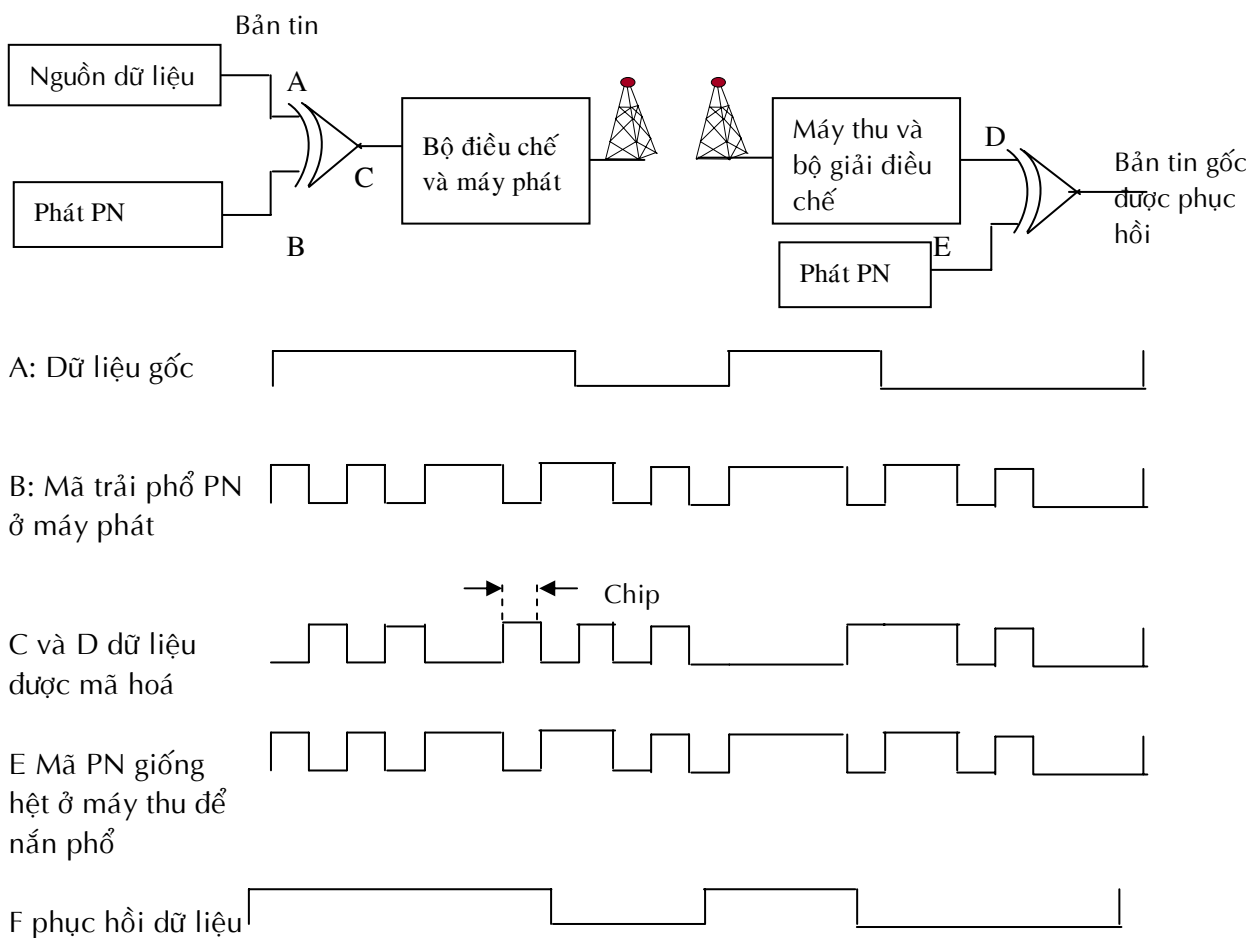 Bản tin
Nguồn dữ liệu
A
Phát PN
B
C
Bộ điều chế
và máy phát
Máy thu và
bộ giải điều
chế
D
Phát PN
E
Bản tin gốc
được phục
hồi
A: Dữ liệu gốc
B: Mã trải phổ PN
ở máy phát
Chip
C và D dữ liệu
được mã hoá
E Mã PN giống
hệt ở máy thu để
nắn phổ
F phục hồi dữ liệu